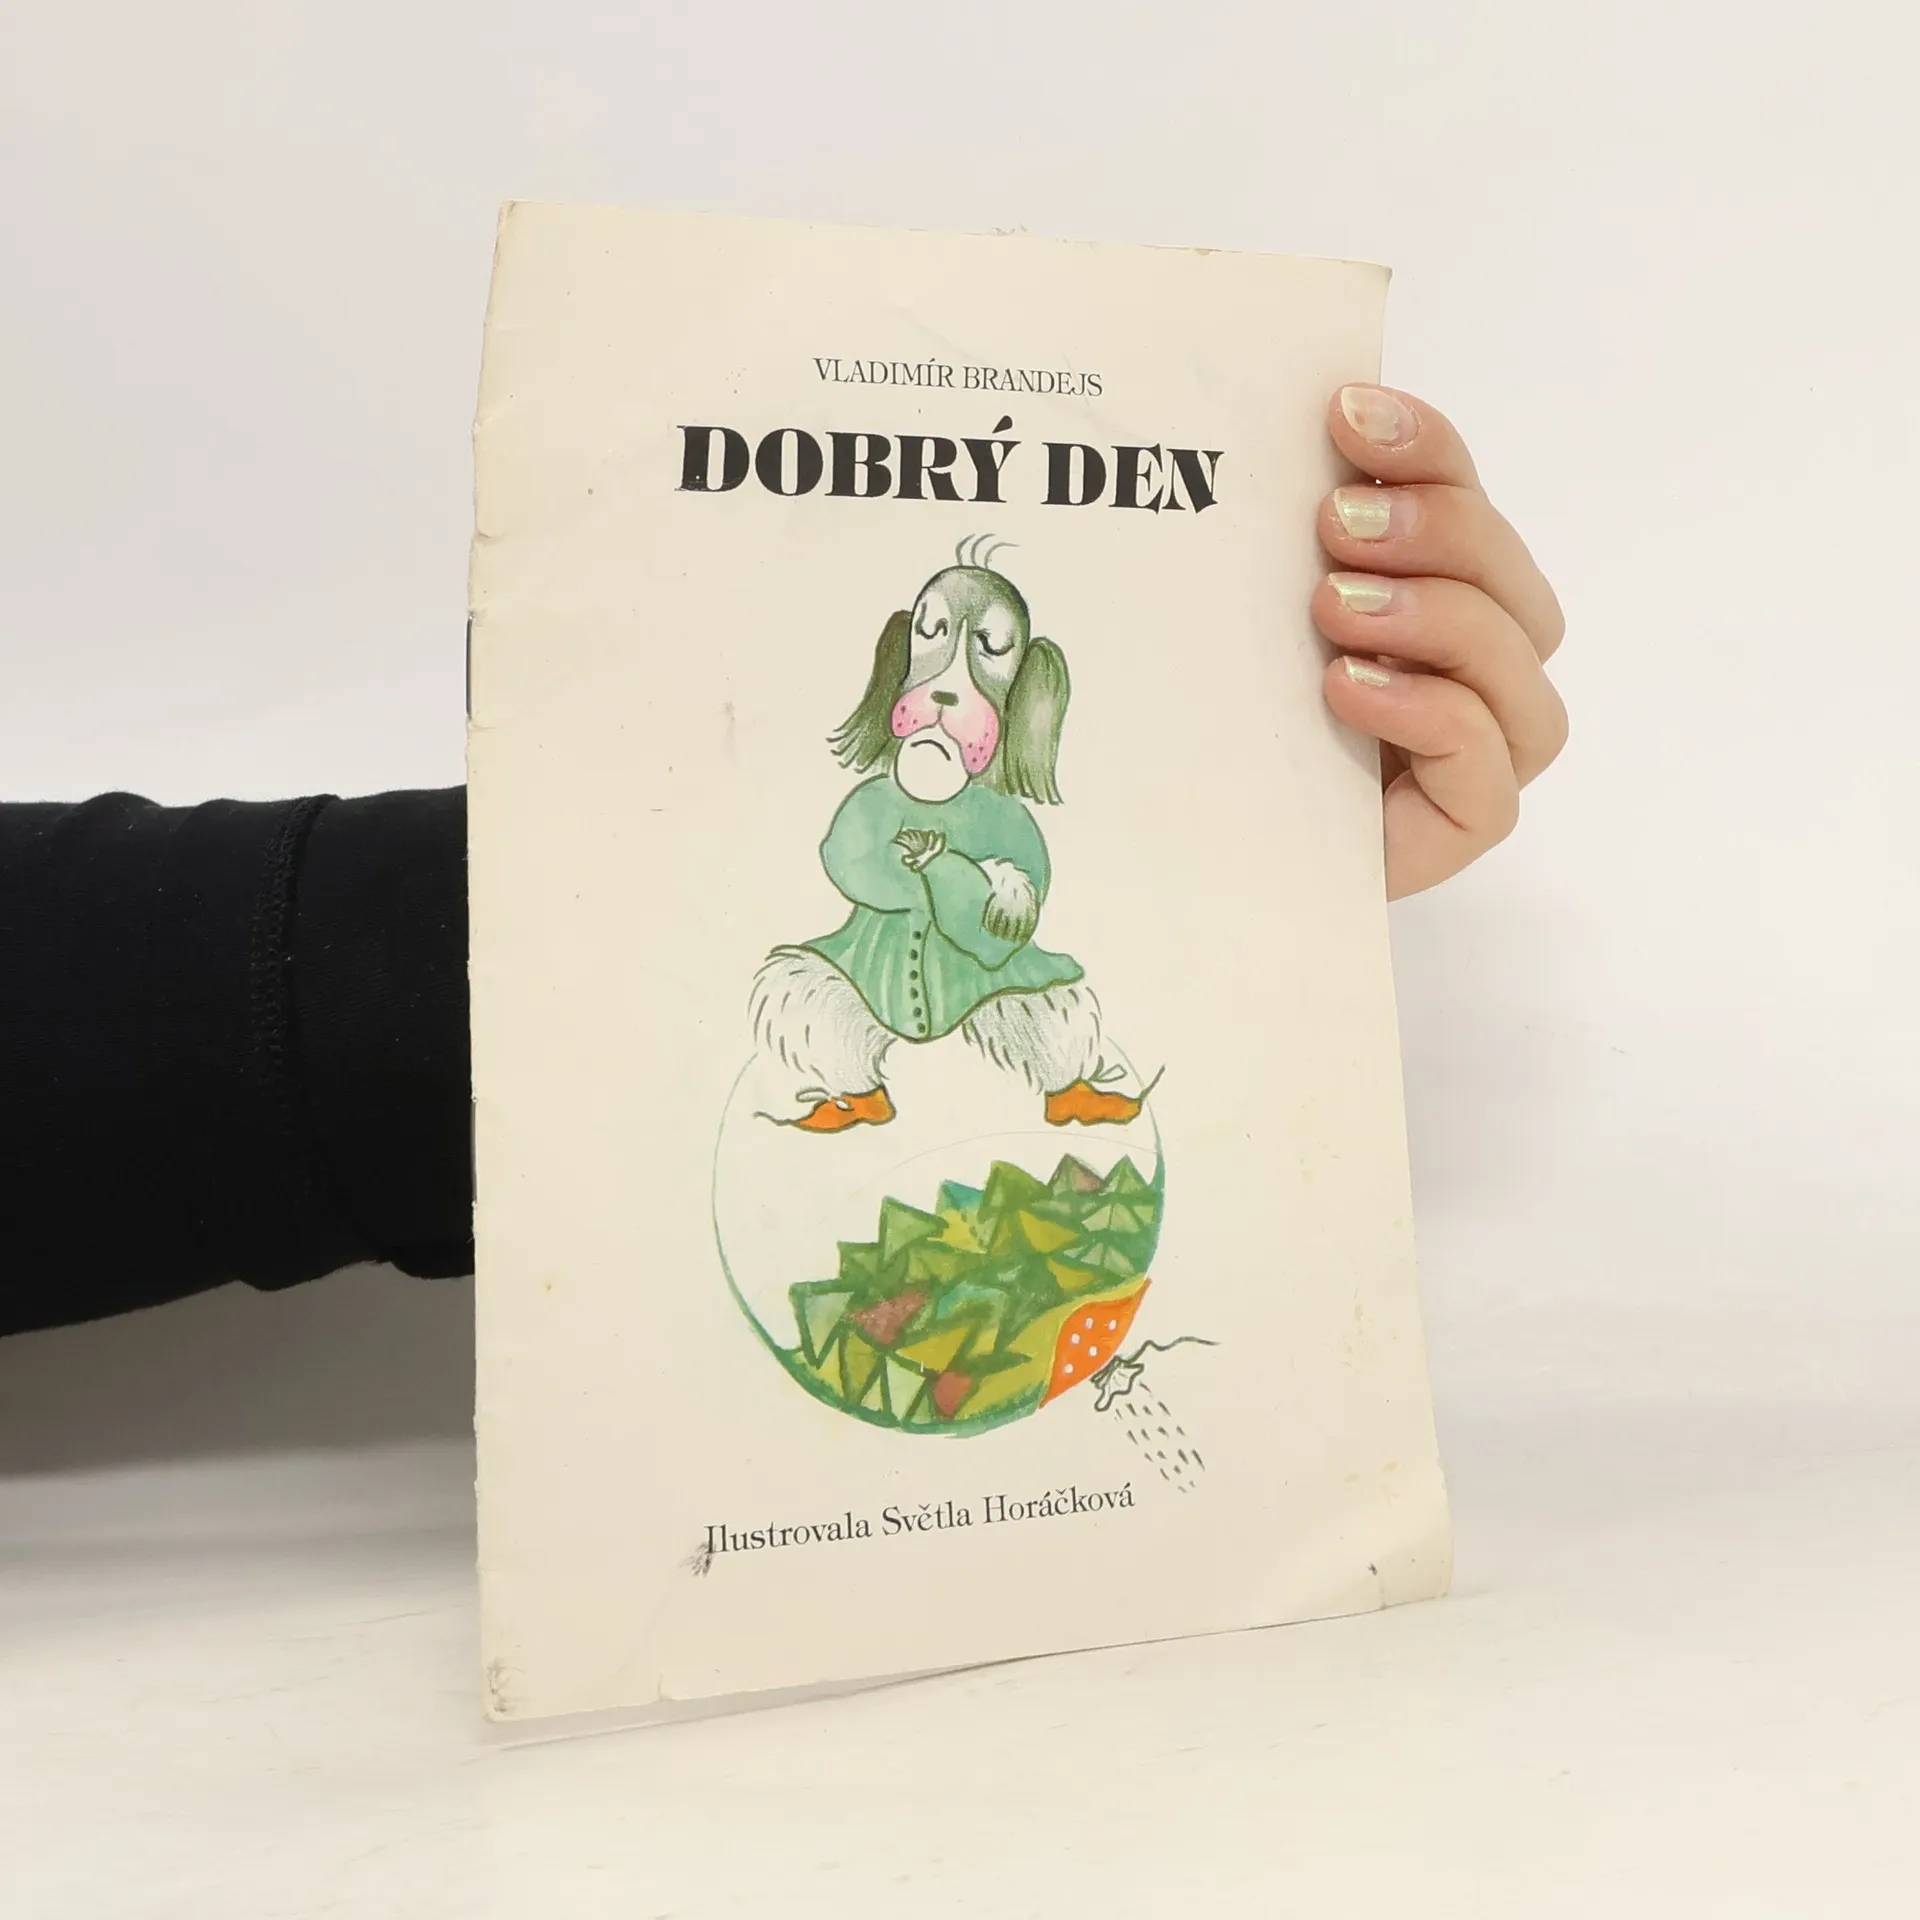 VLADIMÍR BRANDEJS
DOBRÝ DEN
Ilustrovala Světla Horáčková